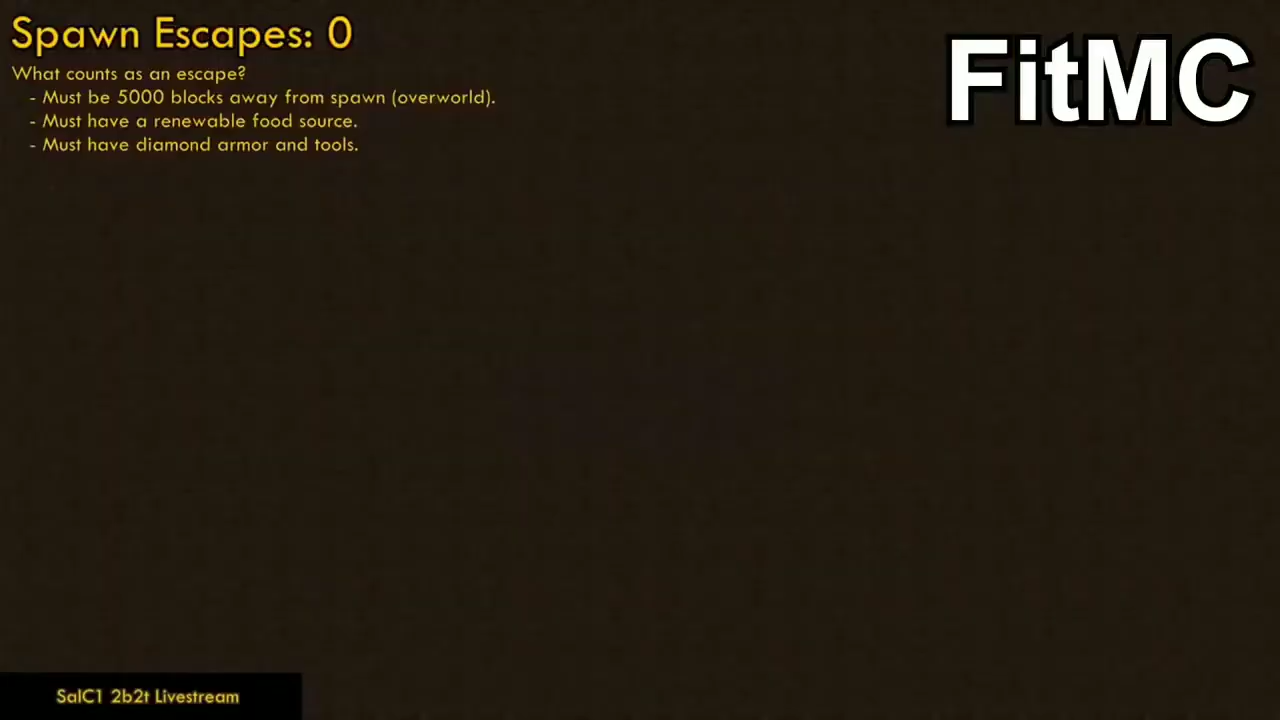 Spawn Escapes: 0
FitMC
What counts as an escape?
- Must be 5000 blocks away from spawn (overworld).
- Must have a renewable food source.
- Must have diamond armor and tools.
SalC1 2b2t Livestream